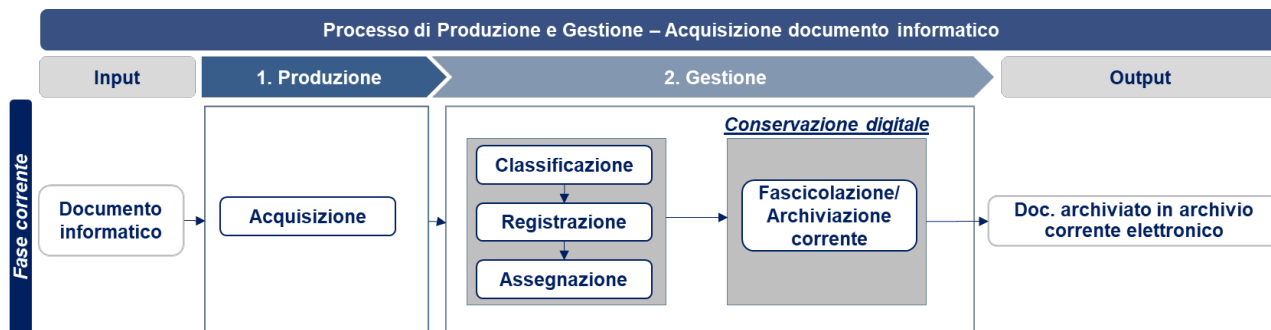 Processo di Produzione e Gestione – Acquisizione documento informatico
Input
1. Produzione
2. Gestione
Output
Fase corrente
Documento
informatico
Acquisizione
Classificazione
Registrazione
Assegnazione
Conservazione digitale
Fascicolazione/
Archiviazione
corrente
Doc. archiviato in archivio
corrente elettronico